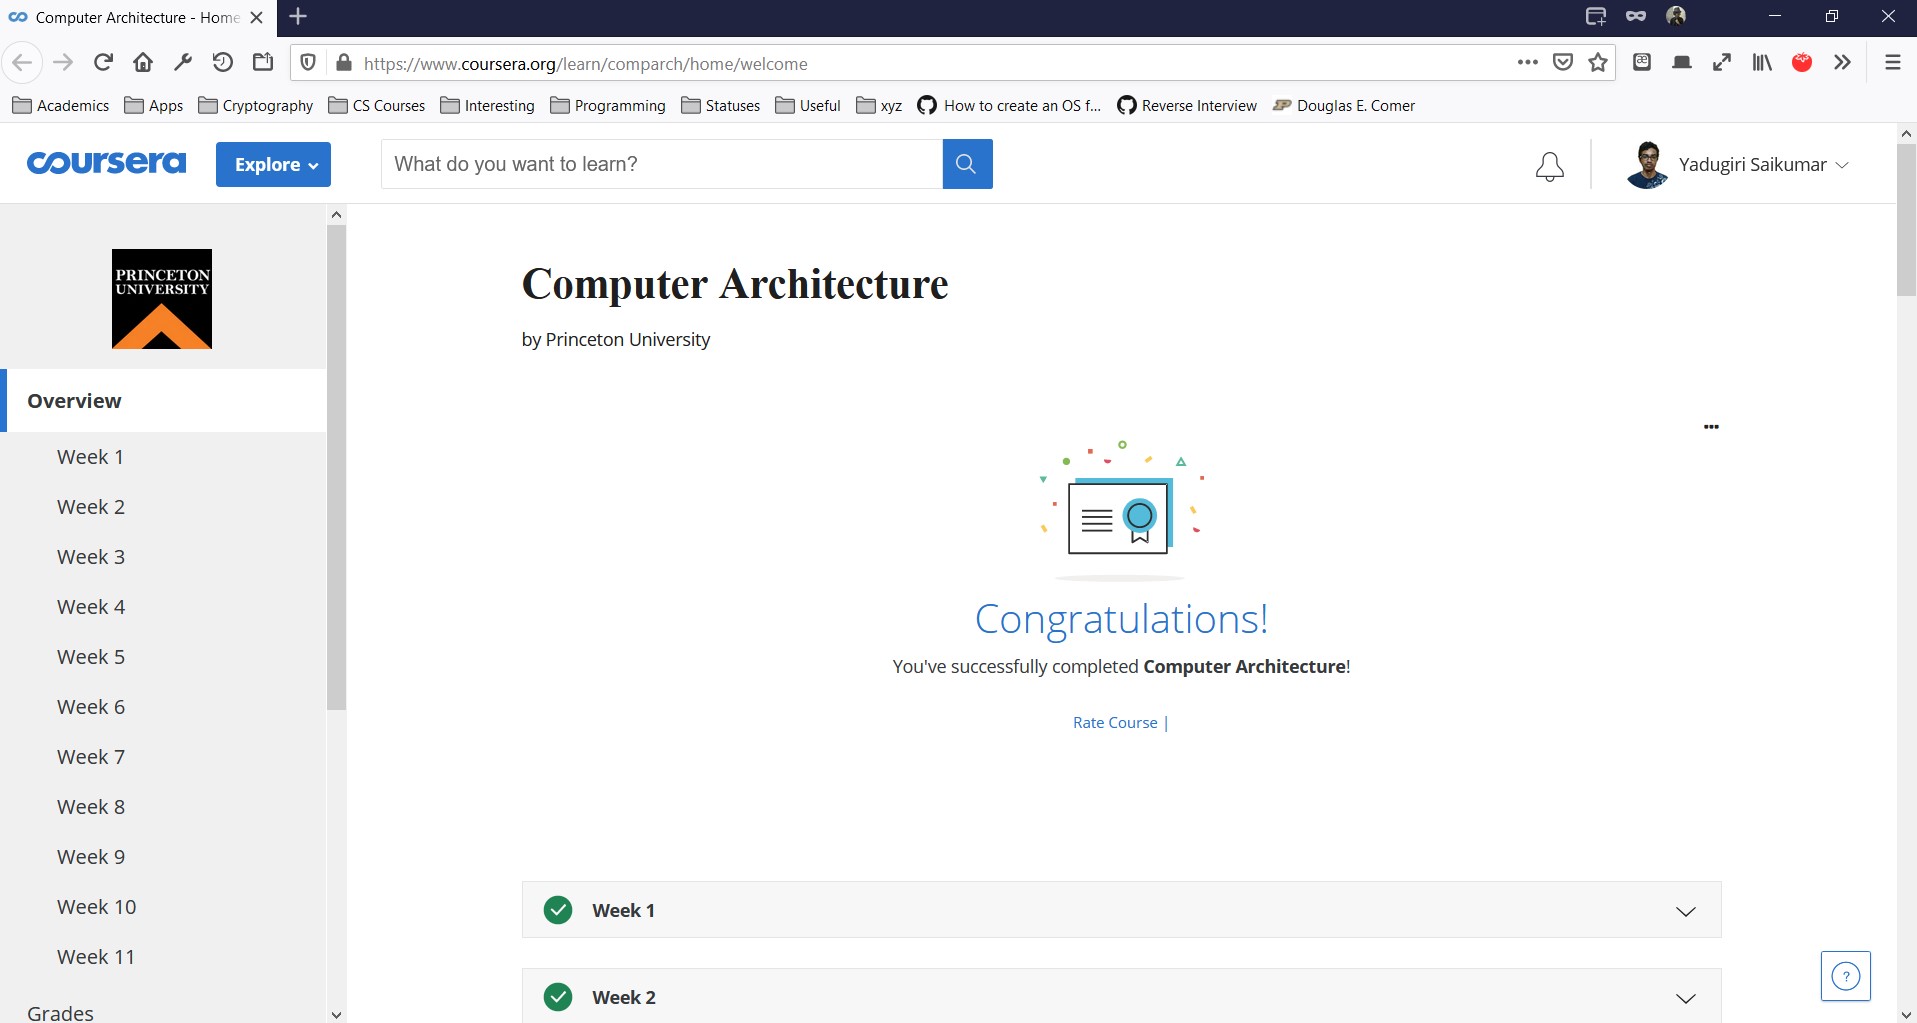 Computer Architecture - Home
https://www.coursera.org/learn/comparch/home/welcome
Academics Apps Cryptography CS Courses Interesting Programming Statuses Useful xyz How to create an OS f... Reverse Interview Douglas E. Comer
coursera Explore What do you want to learn? Yadugiri Saikumar
PRINCETON
UNIVERSITY
Overview
Week 1
Week 2
Week 3
Week 4
Week 5
Week 6
Week 7
Week 8
Week 9
Week 10
Week 11
Grades
Computer Architecture
by Princeton University
Congratulations!
You've successfully completed Computer Architecture!
Rate Course |
Week 1
Week 2
?